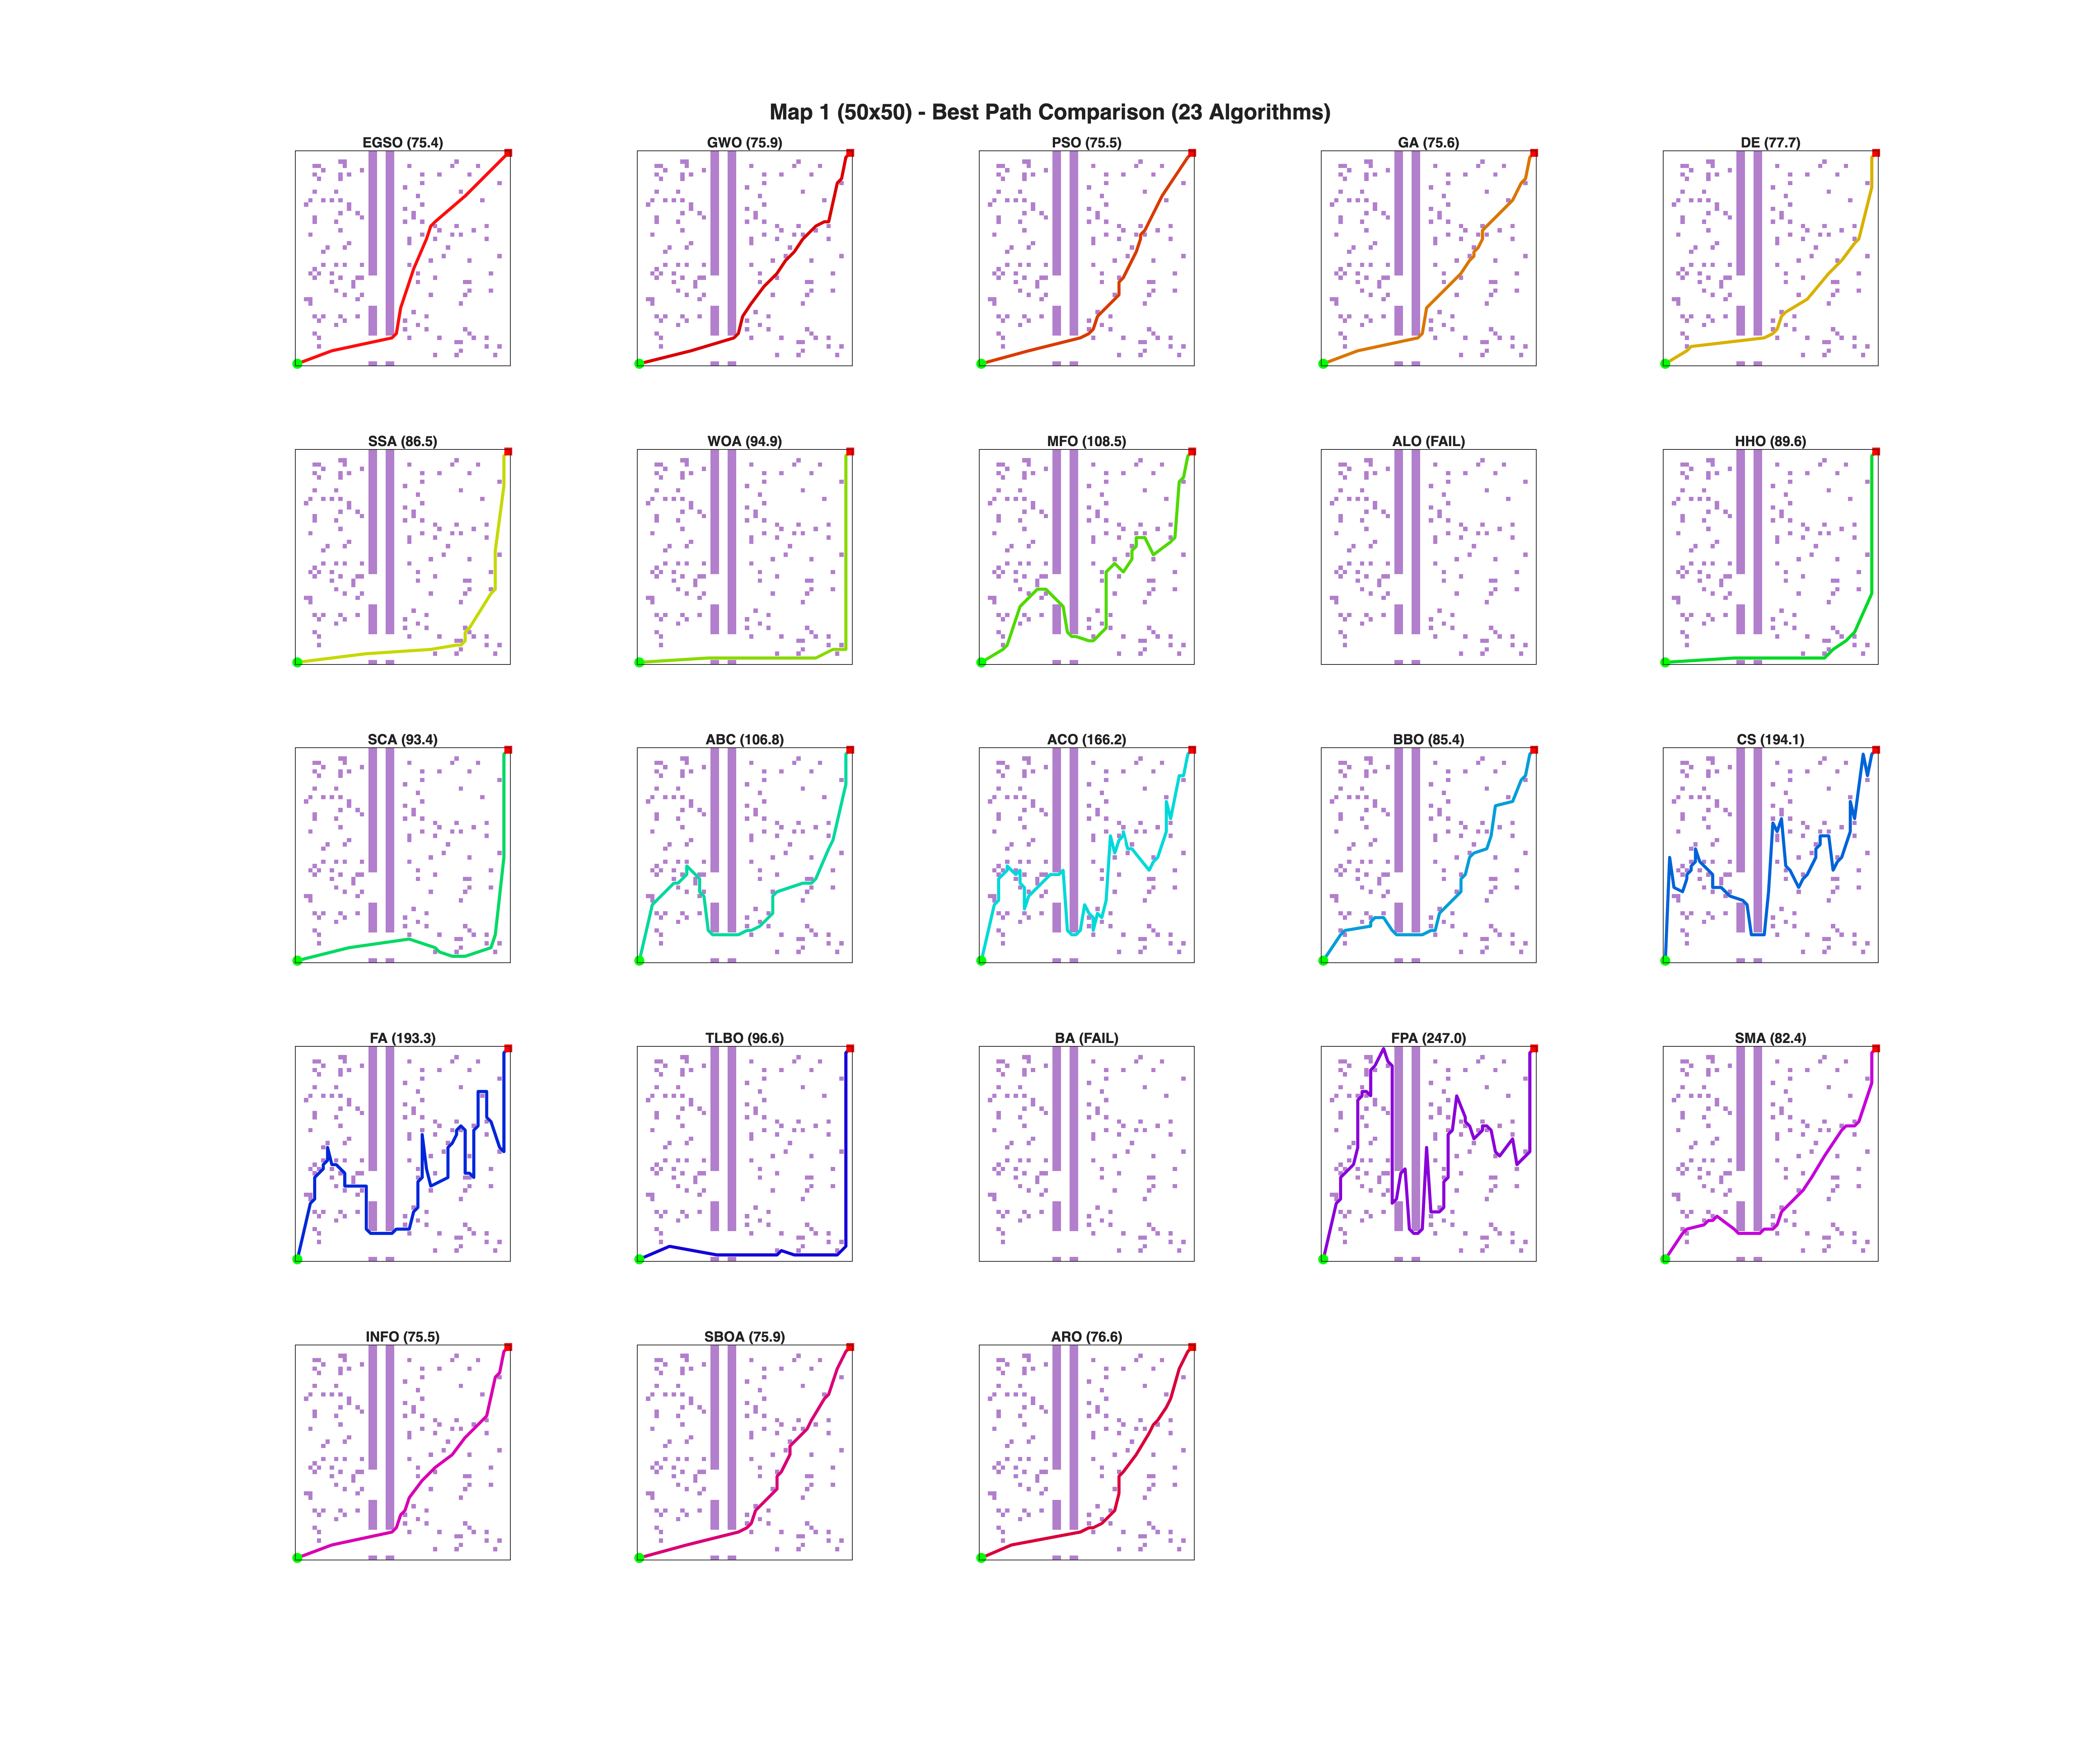 Map 1 (50x50) - Best Path Comparison (23 Algorithms)
EGSO (75.4)
GWO (75.9)
PSO (75.5)
GA (75.6)
DE (77.7)
SSA (86.5)
WOA (94.9)
MFO (108.5)
ALO (FAIL)
HHO (89.6)
SCA (93.4)
ABC (106.8)
ACO (166.2)
BBO (85.4)
CS (194.1)
FA (193.3)
TLBO (96.6)
BA (FAIL)
FPA (247.0)
SMA (82.4)
INFO (75.5)
SBOA (75.9)
ARO (76.6)